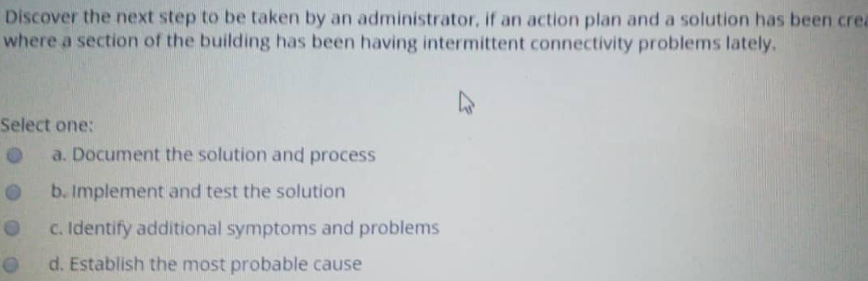 Discover the next step to be taken by an administrator, if an action plan and a solution has been
where a section of the building has been having intermittent connectivity problems lately.
Select one:
a. Document the solution and process
b. Implement and test the solution
c. Identify additional symptoms and problems
d. Establish the most probable cause